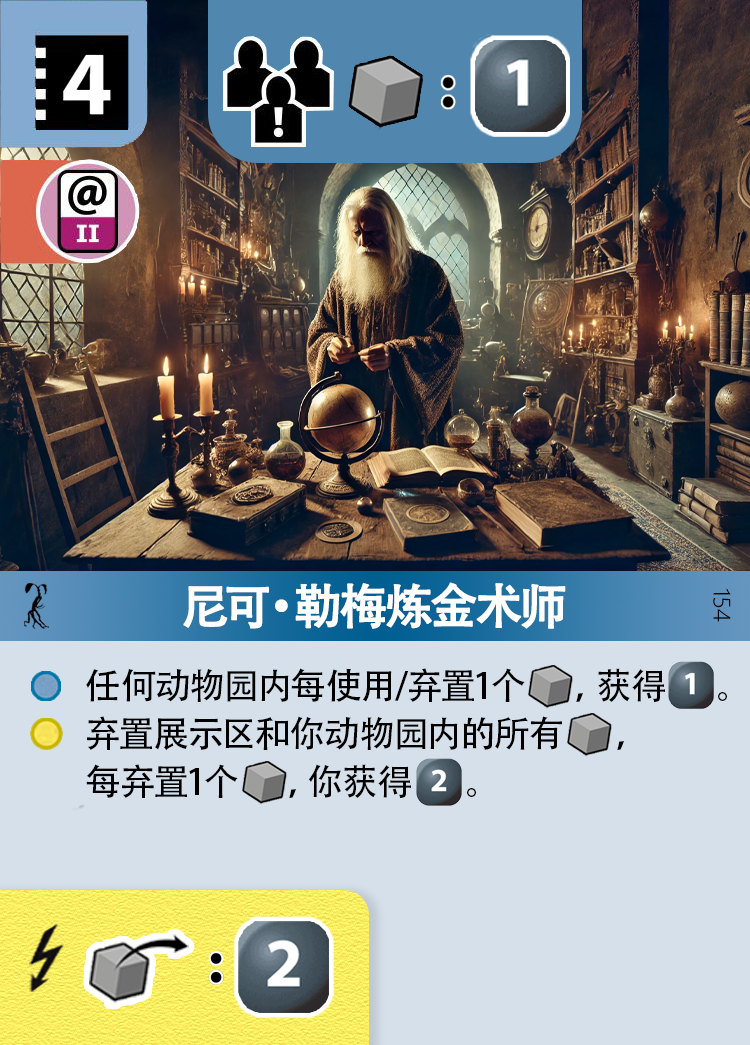 4
! : 1
@
II
尼可·勒梅炼金术师
154
任何动物园内每使用/弃置1个, 获得1。
弃置展示区和你动物园内的所有,
每弃置1个, 你获得2。
: 2